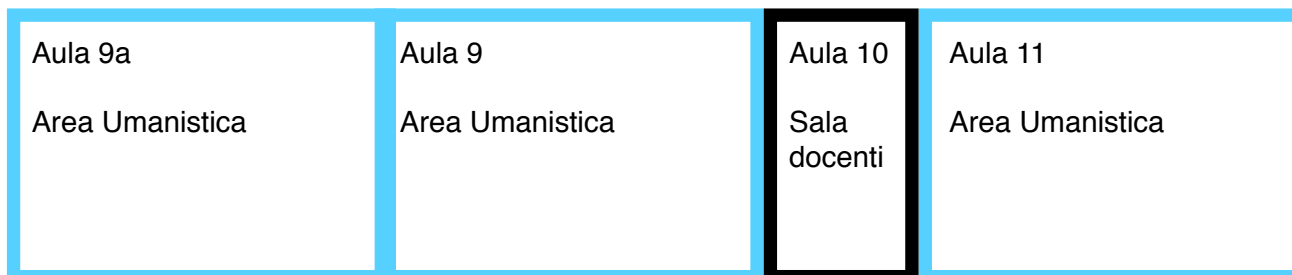 Aula 9a
Area Umanistica
Aula 9
Area Umanistica
Aula 10
Sala
docenti
Aula 11
Area Umanistica